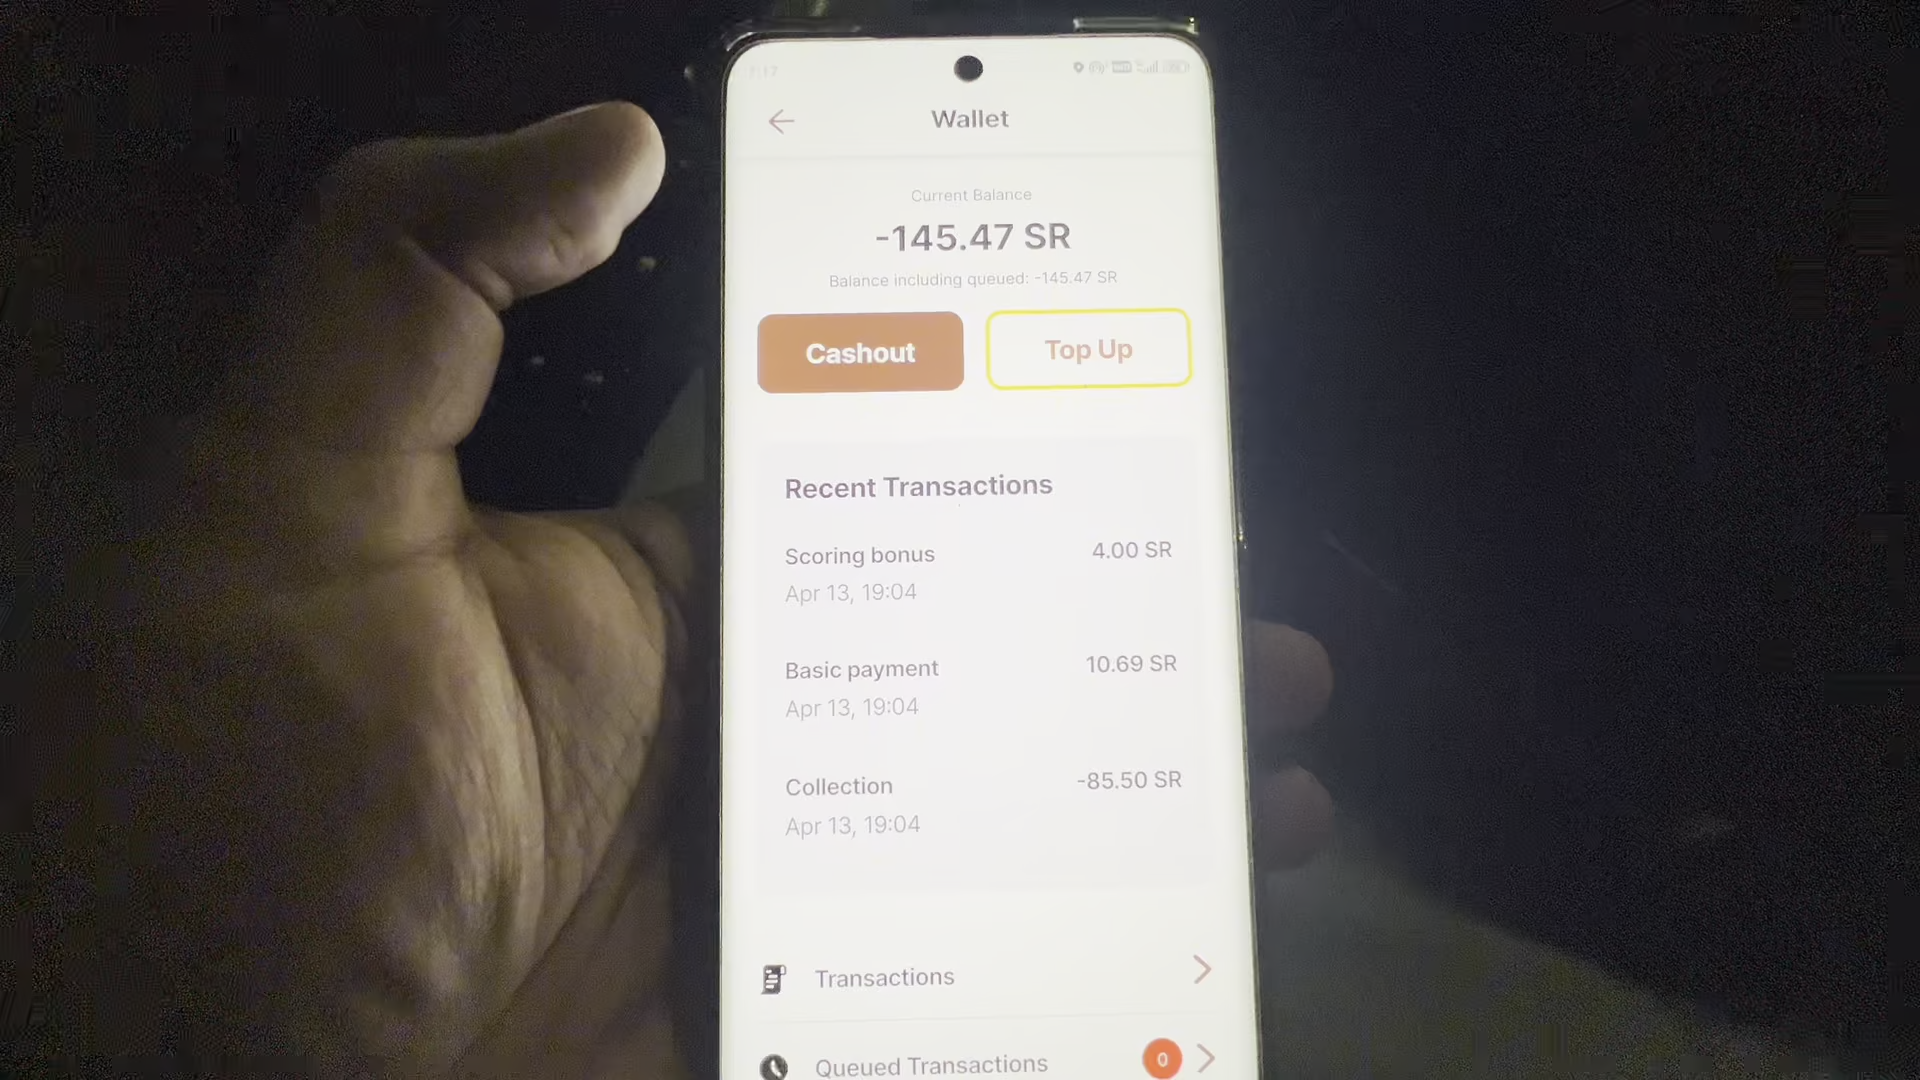 Wallet
Current Balance
-145.47 SR
Balance including queued: -145.47 SR
Cashout
Top Up
Recent Transactions
Scoring bonus
4.00 SR
Apr 13, 19:04
Basic payment
10.69 SR
Apr 13, 19:04
Collection
-85.50 SR
Apr 13, 19:04
Transactions
Queued Transactions
0